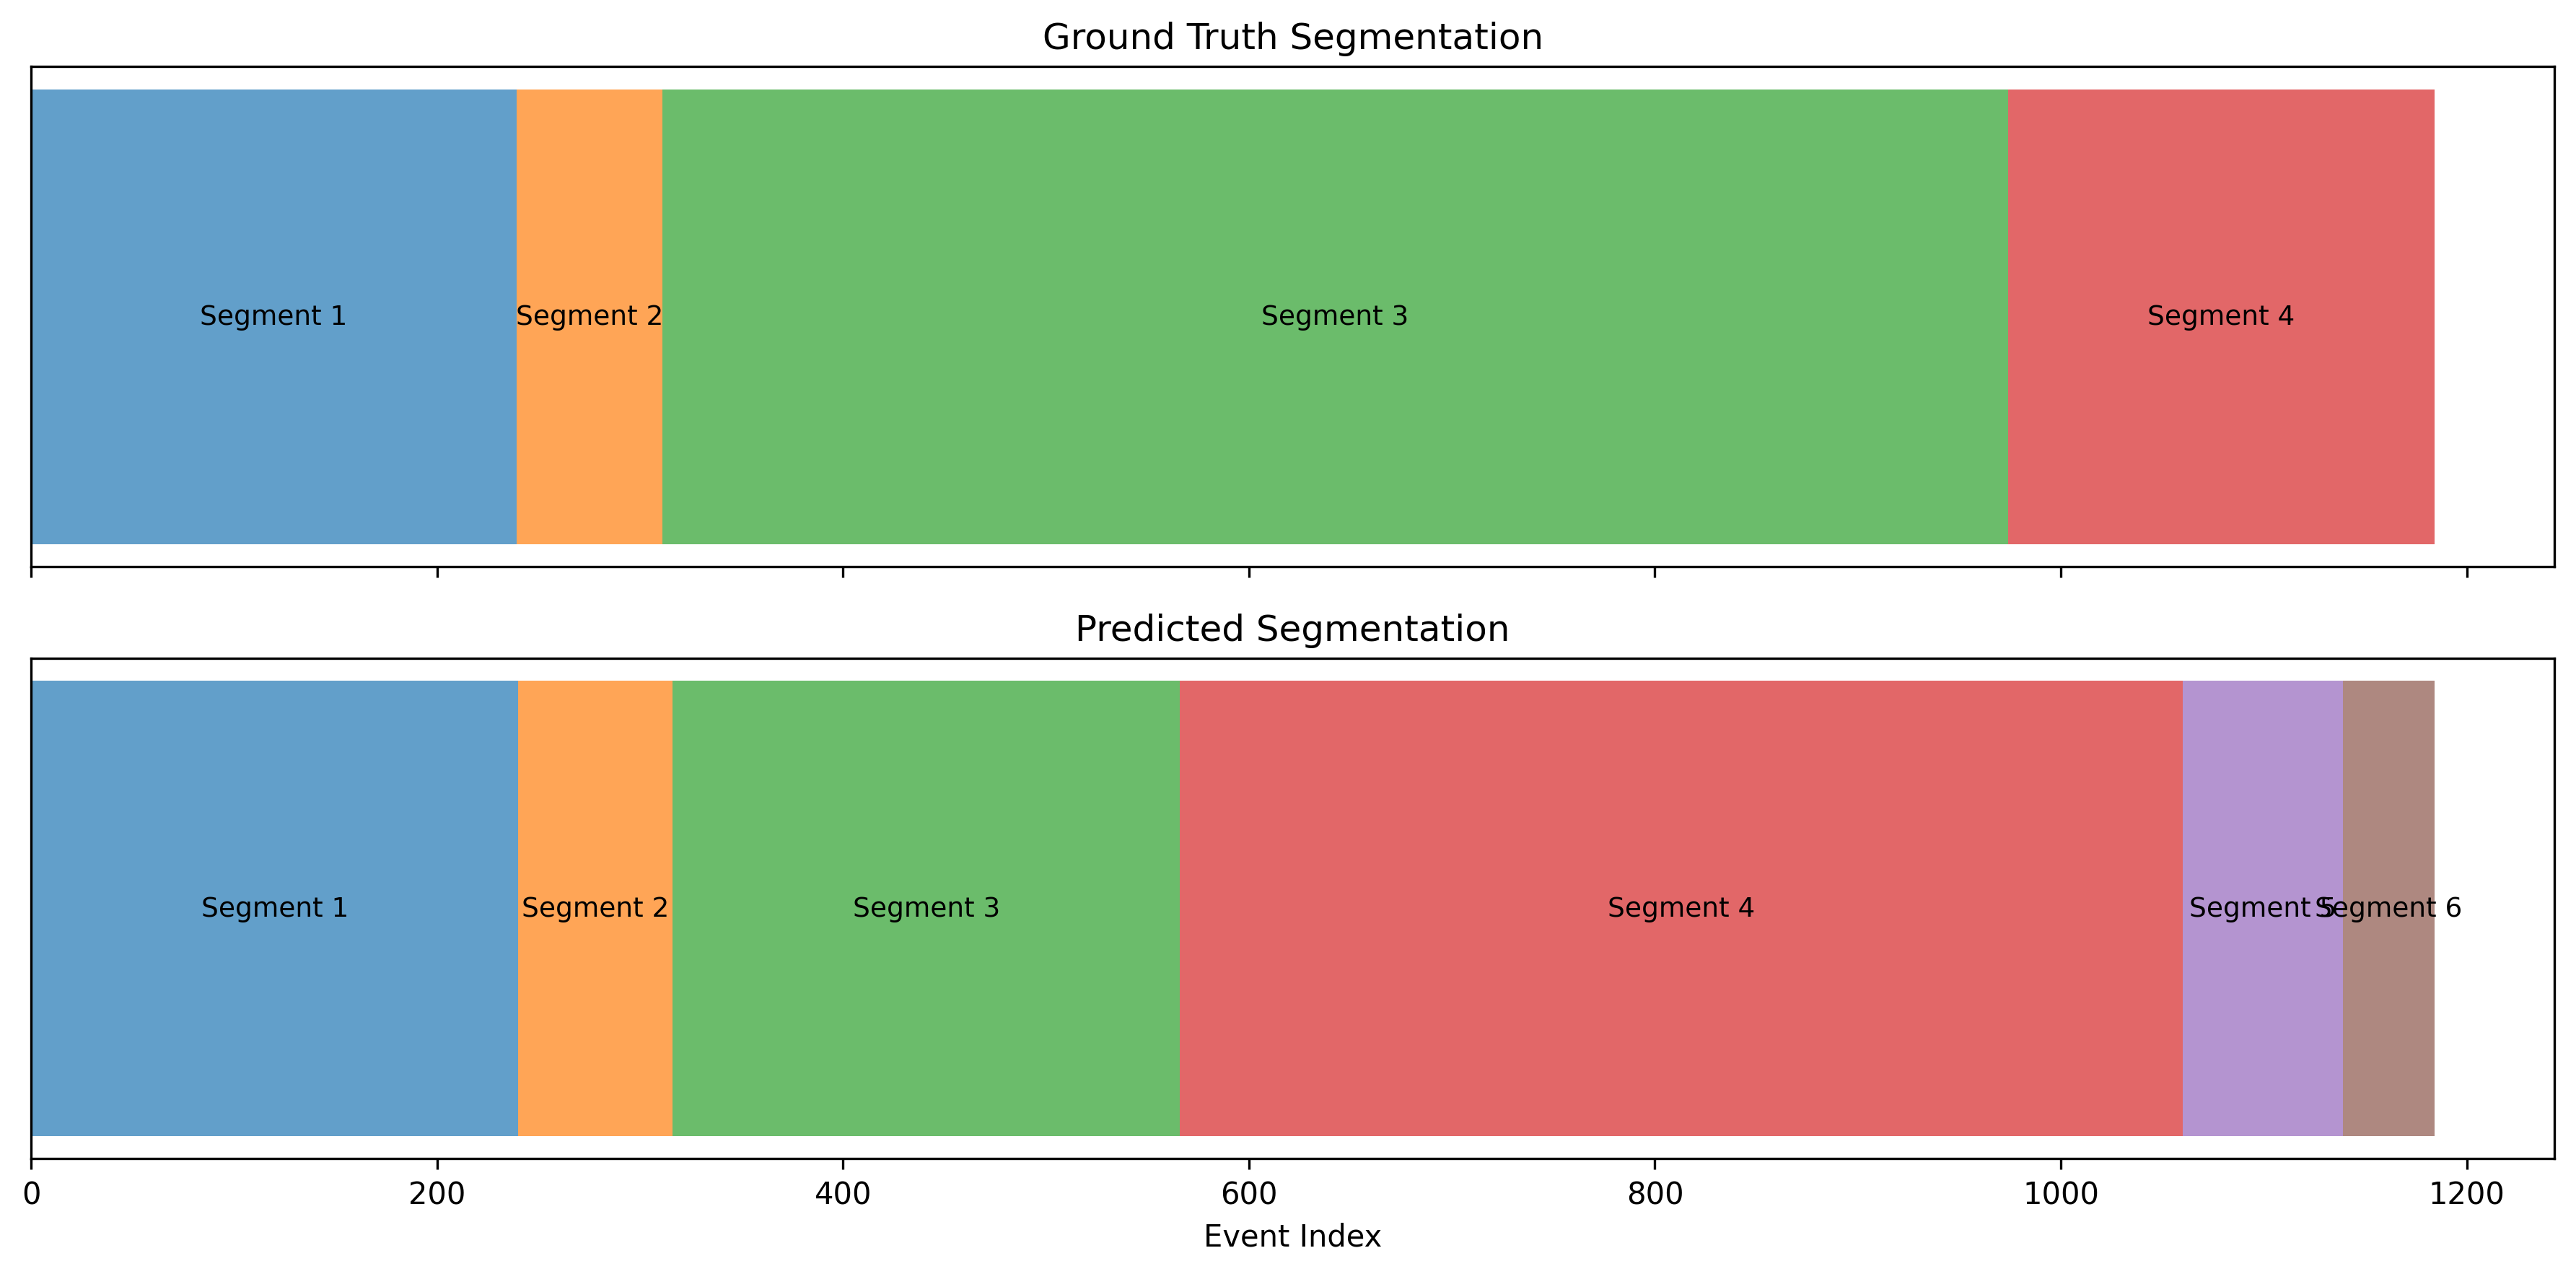 Ground Truth Segmentation
Segment 1 Segment 2 Segment 3 Segment 4
Predicted Segmentation
Segment 1 Segment 2 Segment 3 Segment 4 Segment 5 Segment 6
0 200 400 600 800 1000 1200
Event Index